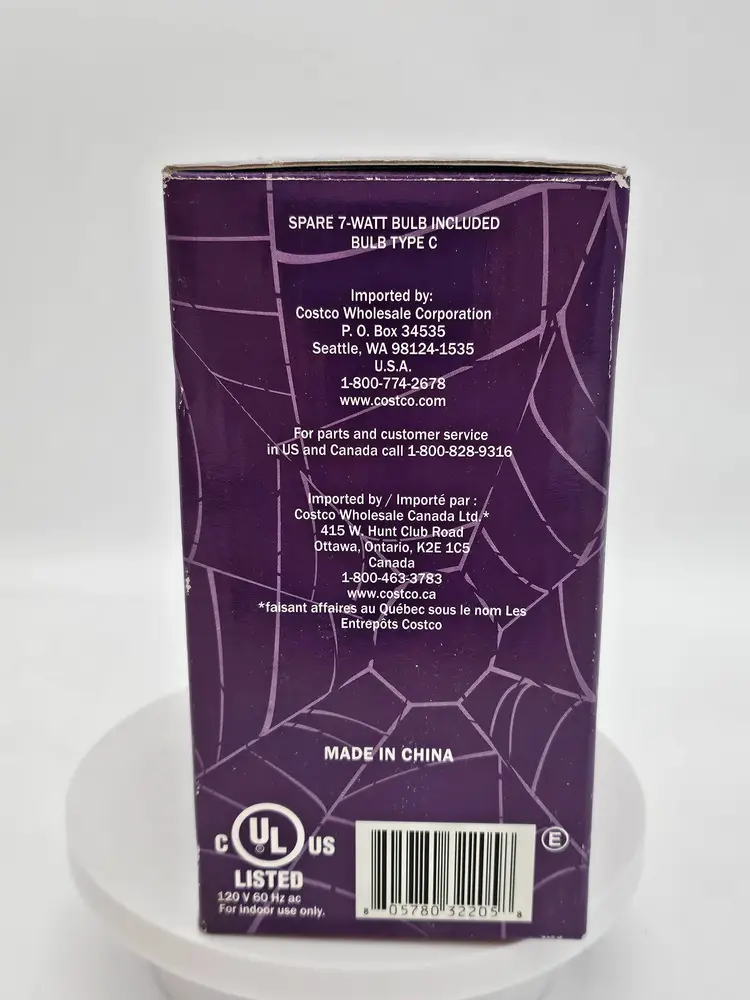 SPARE 7-WATT BULB INCLUDED
BULB TYPE C
Imported by:
Costco Wholesale Corporation
P. O. Box 34535
Seattle, WA 98124-1535
U.S.A.
1-800-774-2678
www.costco.com
For parts and customer service
in US and Canada call 1-800-828-9316
Imported by / Importé par :
Costco Wholesale Canada Ltd.*
415 W. Hunt Club Road
Ottawa, Ontario, K2E 1C5
Canada
1-800-463-3783
www.costco.ca
*faisant affaires au Québec sous le nom Les
Entrepôts Costco
MADE IN CHINA
C UL US
®
LISTED
120 V 60 Hz ac
For indoor use only.
8 05780 32205 8
E